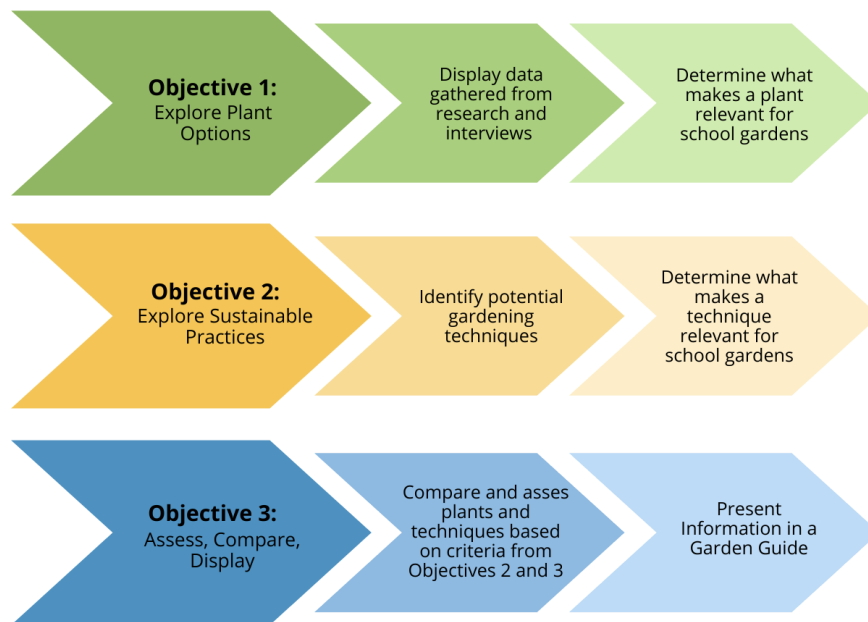 Objective 1:
Explore Plant
Options
Display data
gathered from
research and
interviews
Determine what
makes a plant
relevant for
school gardens
Objective 2:
Explore Sustainable
Practices
Identify potential
gardening
techniques
Determine what
makes a
technique
relevant for
school gardens
Objective 3:
Assess, Compare,
Display
Compare and asses
plants and
techniques based
on criteria from
Objectives 2 and 3
Present
Information in a
Garden Guide